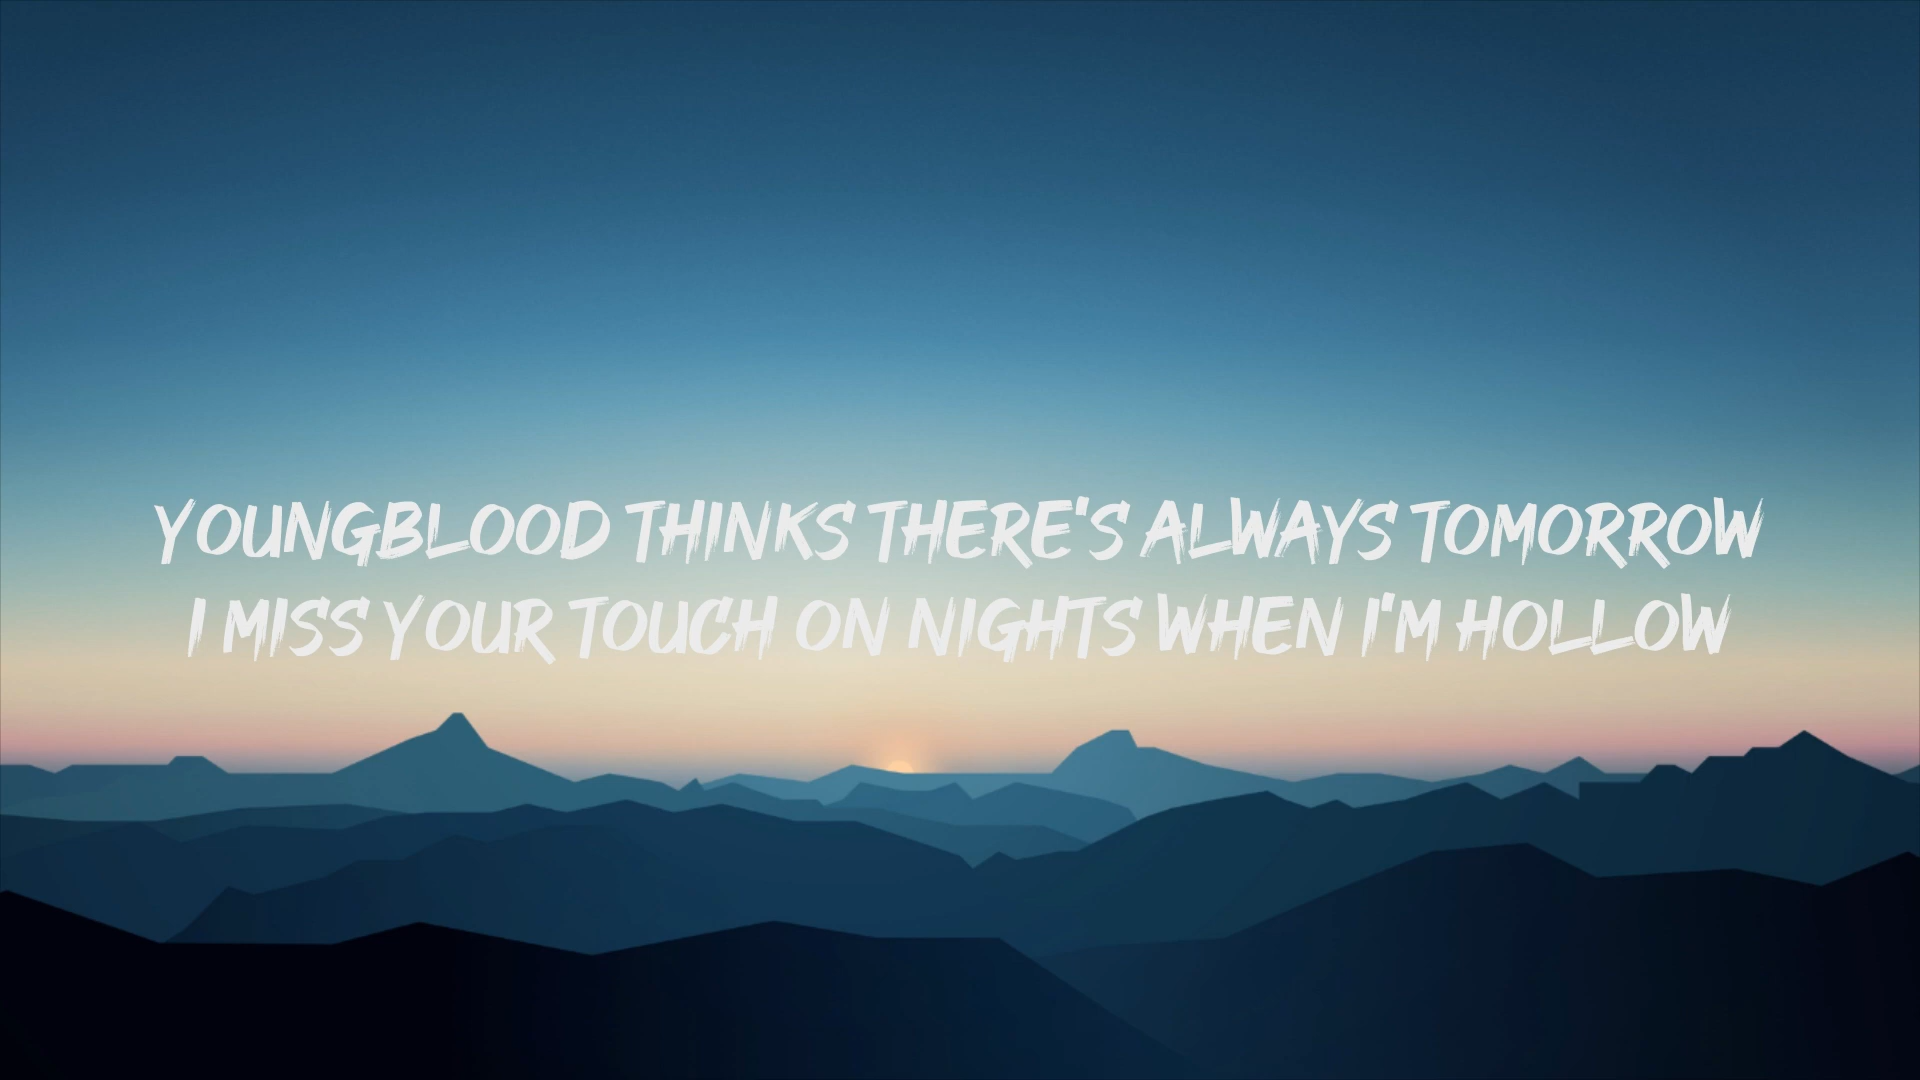 YOUNGBLOOD THINKS THERE'S ALWAYS TOMORROW
I MISS YOUR TOUCH ON NIGHTS WHEN I'M HOLLOW